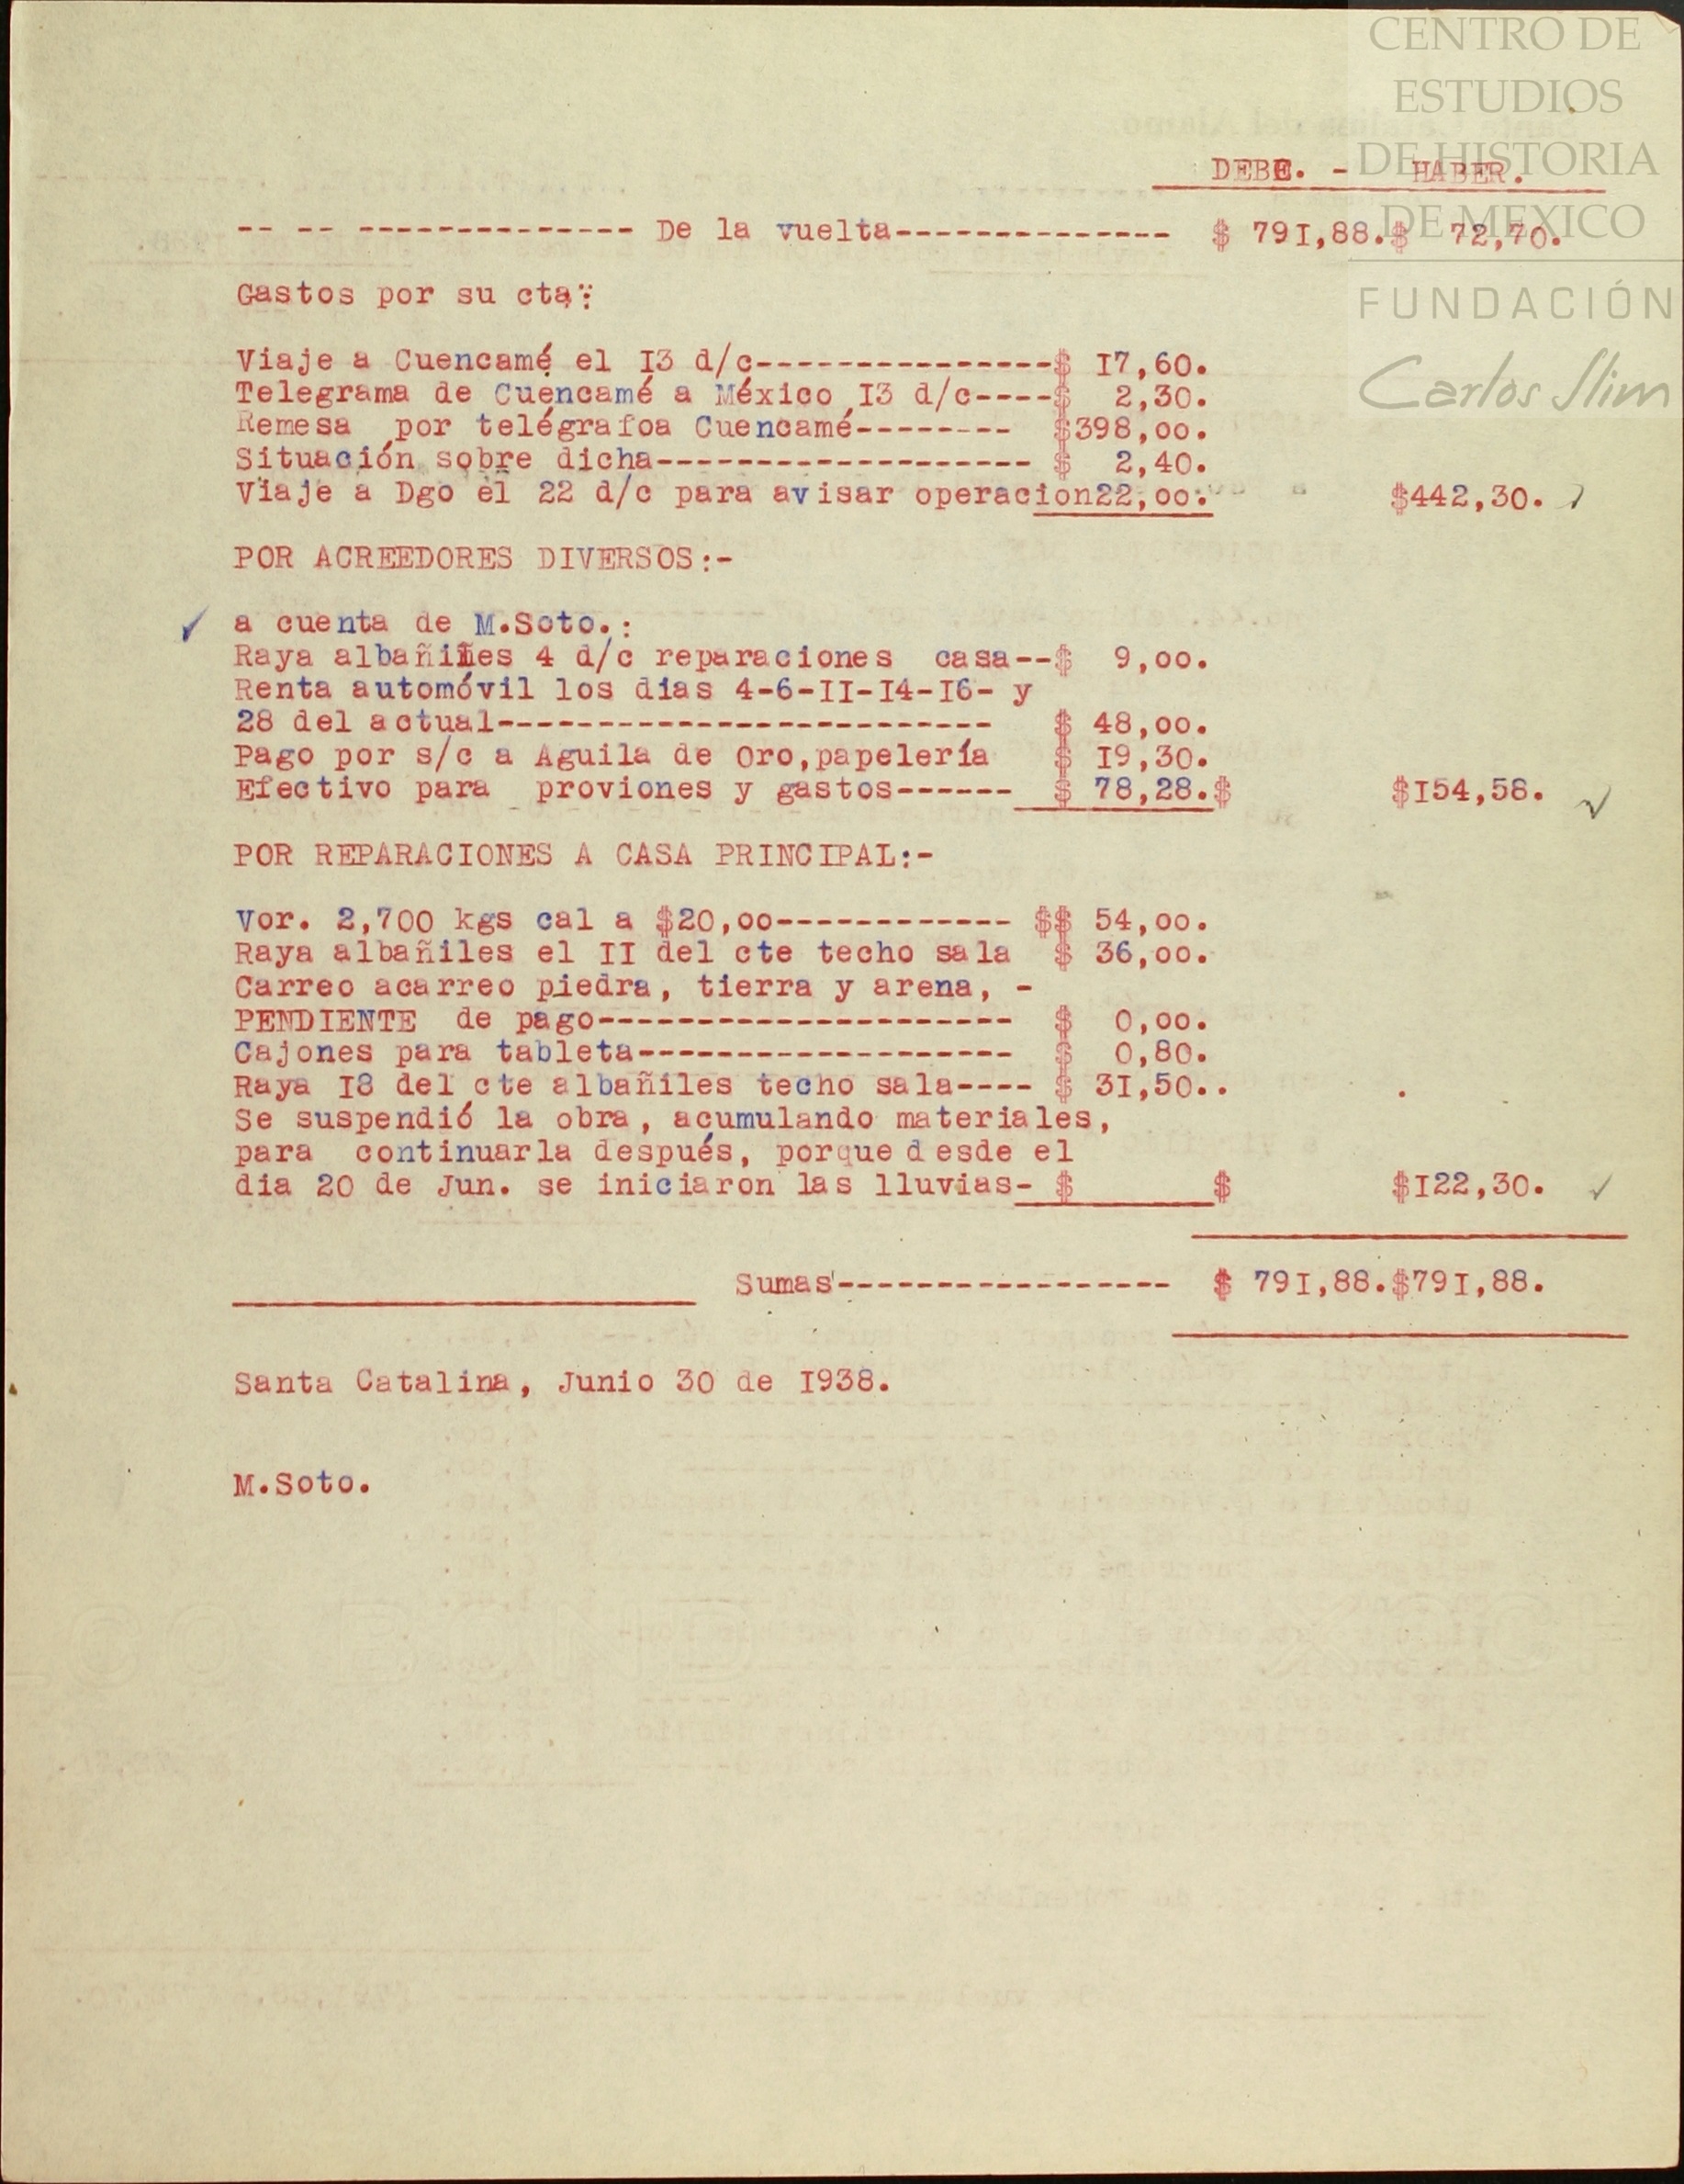 CENTRO DE
ESTUDIOS
DE HISTORIA
DE MEXICO
FUNDACIÓN
Carlos Slim
DEBE. - HABER.
-- -- -------------- De la vuelta-------------- $ 791,88.$ 72,70.
Gastos por su cta:
Viaje a Cuencamé el I3 d/c---------------$ I7,60.
Telegrama de Cuencamé a México I3 d/c----$ 2,30.
Remesa por telégrafoa Cuencamé-------- $398,oo.
Situación sobre dicha------------------- $ 2,40.
Viaje a Dgo el 22 d/c para avisar operacion22,oo. $442,30.
POR ACREEDORES DIVERSOS:-
a cuenta de M.Soto.:
Raya albañiles 4 d/c reparaciones casa--$ 9,oo.
Renta automóvil los dias 4-6-II-I4-I6- y
28 del actual------------------------- $ 48,oo.
Pago por s/c a Aguila de Oro,papelería $ I9,30.
Efectivo para proviones y gastos------ $ 78,28.$ $I54,58.
POR REPARACIONES A CASA PRINCIPAL:-
Vor. 2,700 kgs cal a $20,oo------------ $$ 54,oo.
Raya albañiles el II del cte techo sala $ 36,oo.
Carreo acarreo piedra, tierra y arena, -
PENDIENTE de pago--------------------- $ 0,oo.
Cajones para tableta------------------- $ 0,80.
Raya I8 del cte albañiles techo sala---- $ 3I,50..
Se suspendió la obra, acumulando materiales,
para continuarla después, porque desde el
dia 20 de Jun. se iniciaron las lluvias- $ $ $I22,30.
Sumas----------------- $ 79I,88.$79I,88.
Santa Catalina, Junio 30 de I938.
M.Soto.